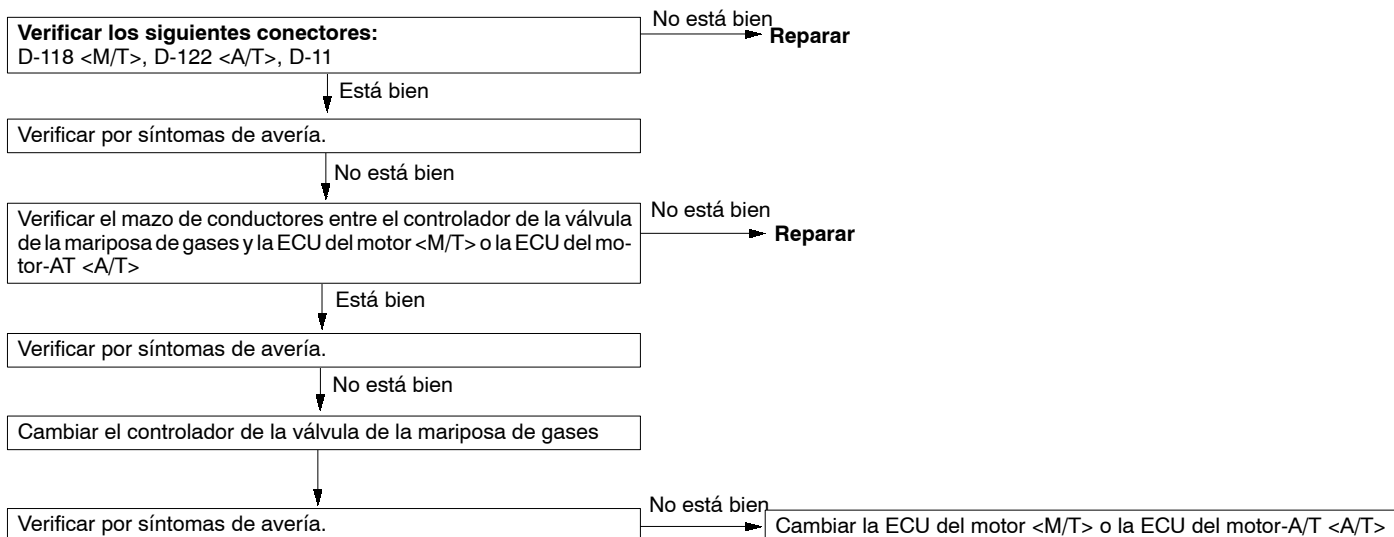 No está bien
Verificar los siguientes conectores:
Reparar
D-118 <M/T>, D-122 <A/T>, D-11
Está bien
Verificar por síntomas de avería.
No está bien
Verificar el mazo de conductores entre el controlador de la válvula
No está bien
de la mariposa de gases y la ECU del motor <M/T> o la ECU del mo-
Reparar
tor-AT <A/T>
Está bien
Verificar por síntomas de avería.
No está bien
Cambiar el controlador de la válvula de la mariposa de gases
No está bien
Verificar por síntomas de avería.
Cambiar la ECU del motor <M/T> o la ECU del motor-A/T <A/T>